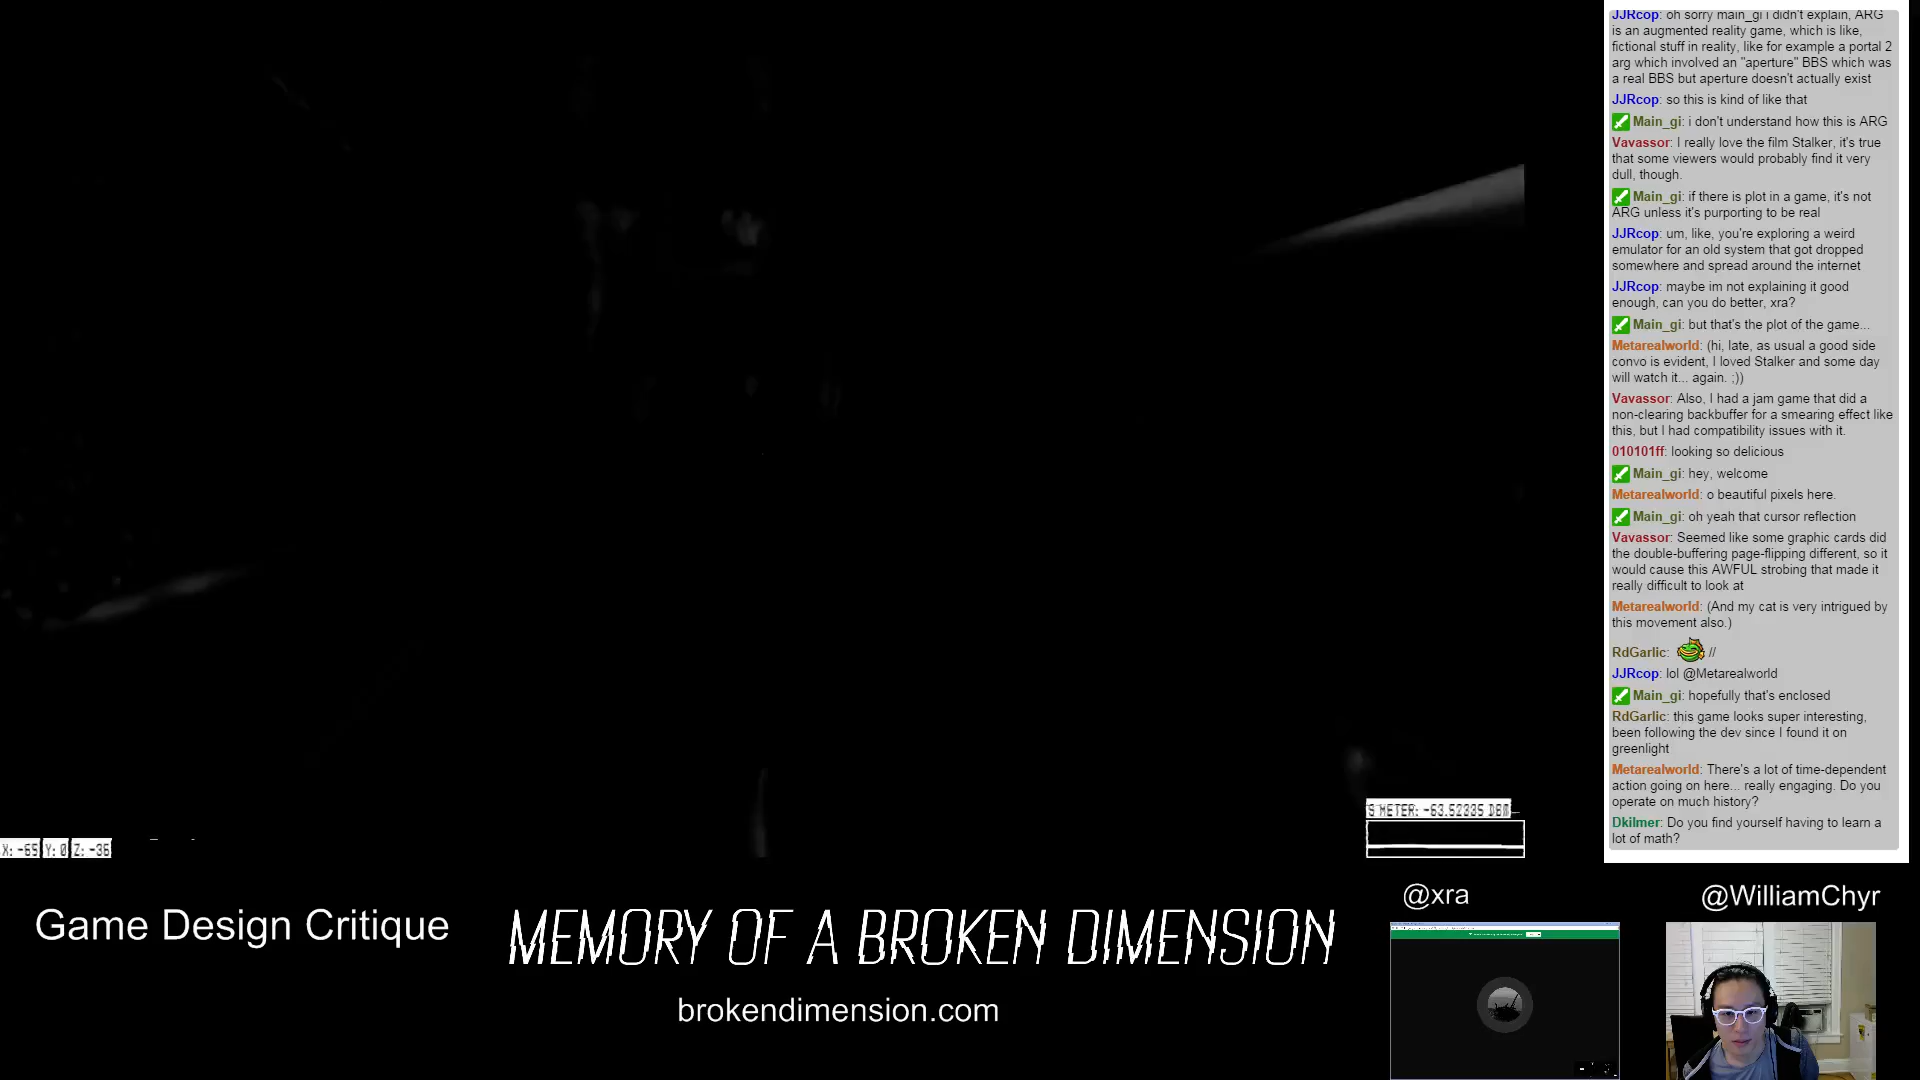 JJRcop: oh sorry main_gi i didn't explain, ARG
is an augmented reality game, which is like,
fictional stuff in reality, like for example a portal 2
arg which involved an "aperture" BBS which was
a real BBS but aperture doesn't actually exist
JJRcop: so this is kind of like that
Main_gi: i don't understand how this is ARG
Vavassor: I really love the film Stalker, it's true
that some viewers would probably find it very
dull, though.
Main_gi: if there is plot in a game, it's not
ARG unless it's purporting to be real
JJRcop: um, like, you're exploring a weird
emulator for an old system that got dropped
somewhere and spread around the internet
JJRcop: maybe im not explaining it good
enough, can you do better, xra?
Main_gi: but that's the plot of the game...
Metarealworld: (hi, late, as usual a good side
convo is evident, I loved Stalker and some day
will watch it... again. ;))
Vavassor: Also, I had a jam game that did a
non-clearing backbuffer for a smearing effect like
this, but I had compatibility issues with it.
010101ff: looking so delicious
Main_gi: hey, welcome
Metarealworld: o beautiful pixels here.
Main_gi: oh yeah that cursor reflection
Vavassor: Seemed like some graphic cards did
the double-buffering page-flipping different, so it
would cause this AWFUL strobing that made it
really difficult to look at
Metarealworld: (And my cat is very intrigued by
this movement also.)
RdGarlic: //
JJRcop: lol @Metarealworld
Main_gi: hopefully that's enclosed
RdGarlic: this game looks super interesting,
been following the dev since I found it on
greenlight
Metarealworld: There's a lot of time-dependent
action going on here... really engaging. Do you
operate on much history?
Dkilmer: Do you find yourself having to learn a
lot of math?
S METER: -63.52335 DBM
X: -65 Y: 0 Z: -36
Game Design Critique
MEMORY OF A BROKEN DIMENSION
brokendimension.com
@xra
@WilliamChyr